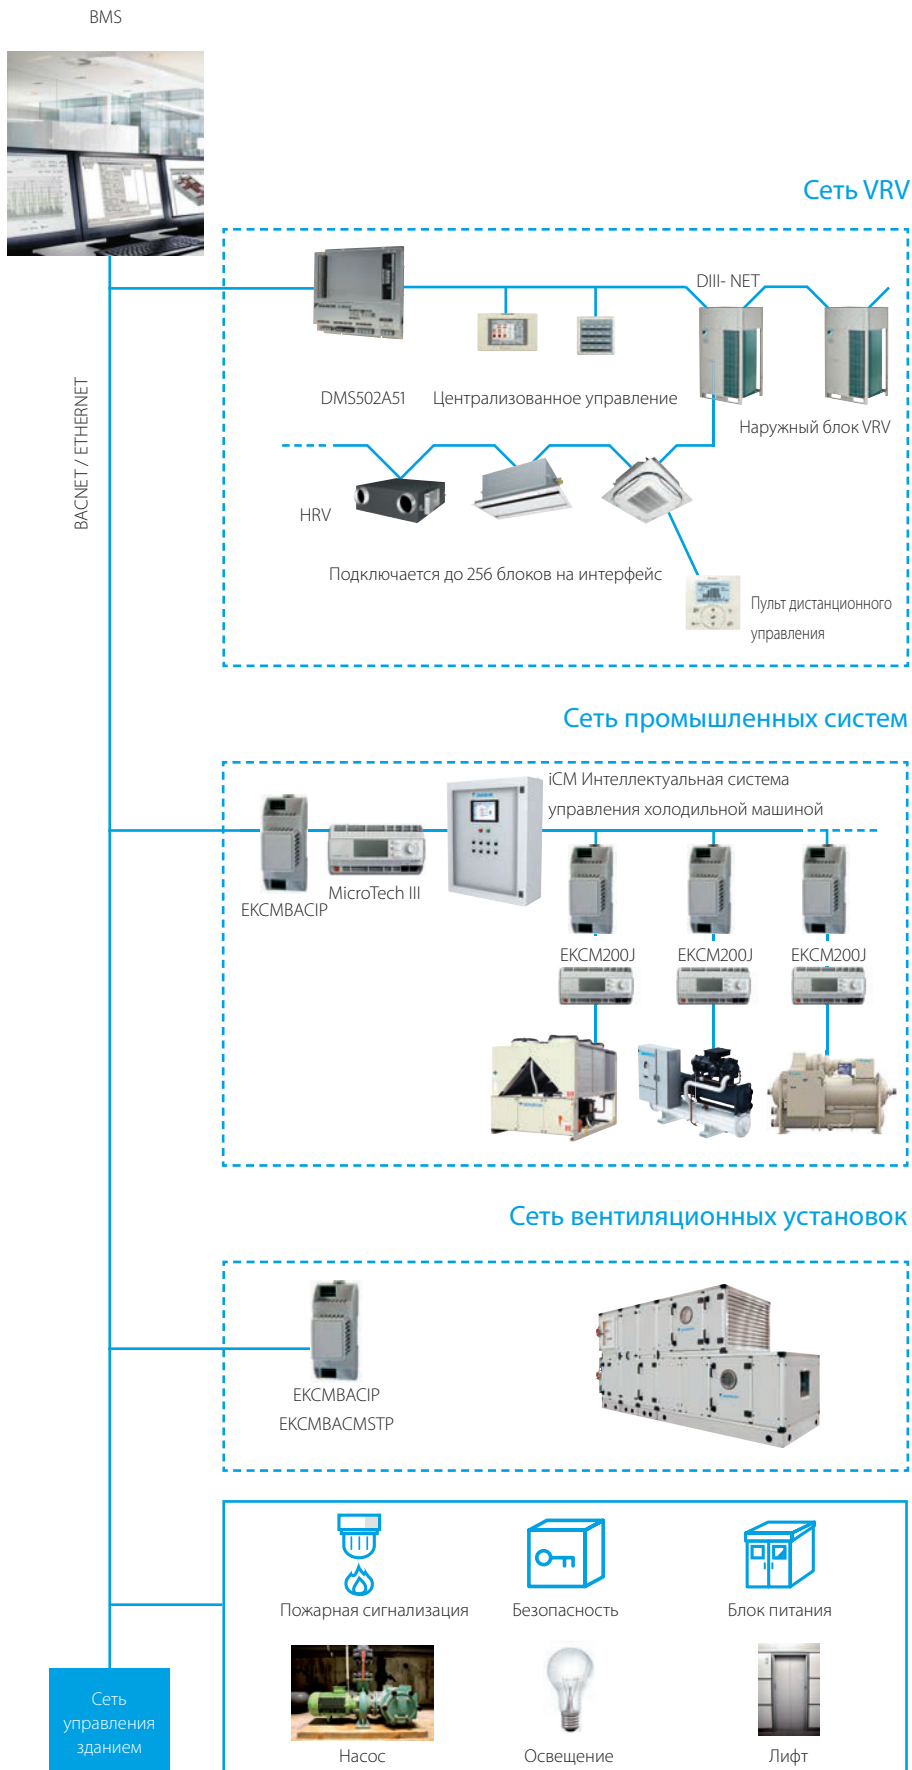 BMS
Сеть VRV
DIII- NET
DMS502A51
Централизованное управление
Наружный блок VRV
BACNET / ETHERNET
HRV
Подключается до 256 блоков на интерфейс
Пульт дистанционного
управления
Сеть промышленных систем
iCM Интеллектуальная система
управления холодильной машиной
EKCMBACIP
MicroTech III
EKCM200J
EKCM200J
EKCM200J
Сеть вентиляционных установок
EKCMBACIP
EKCMBACMSTP
Пожарная сигнализация
Безопасность
Блок питания
Сеть
управления
зданием
Насос
Освещение
Лифт